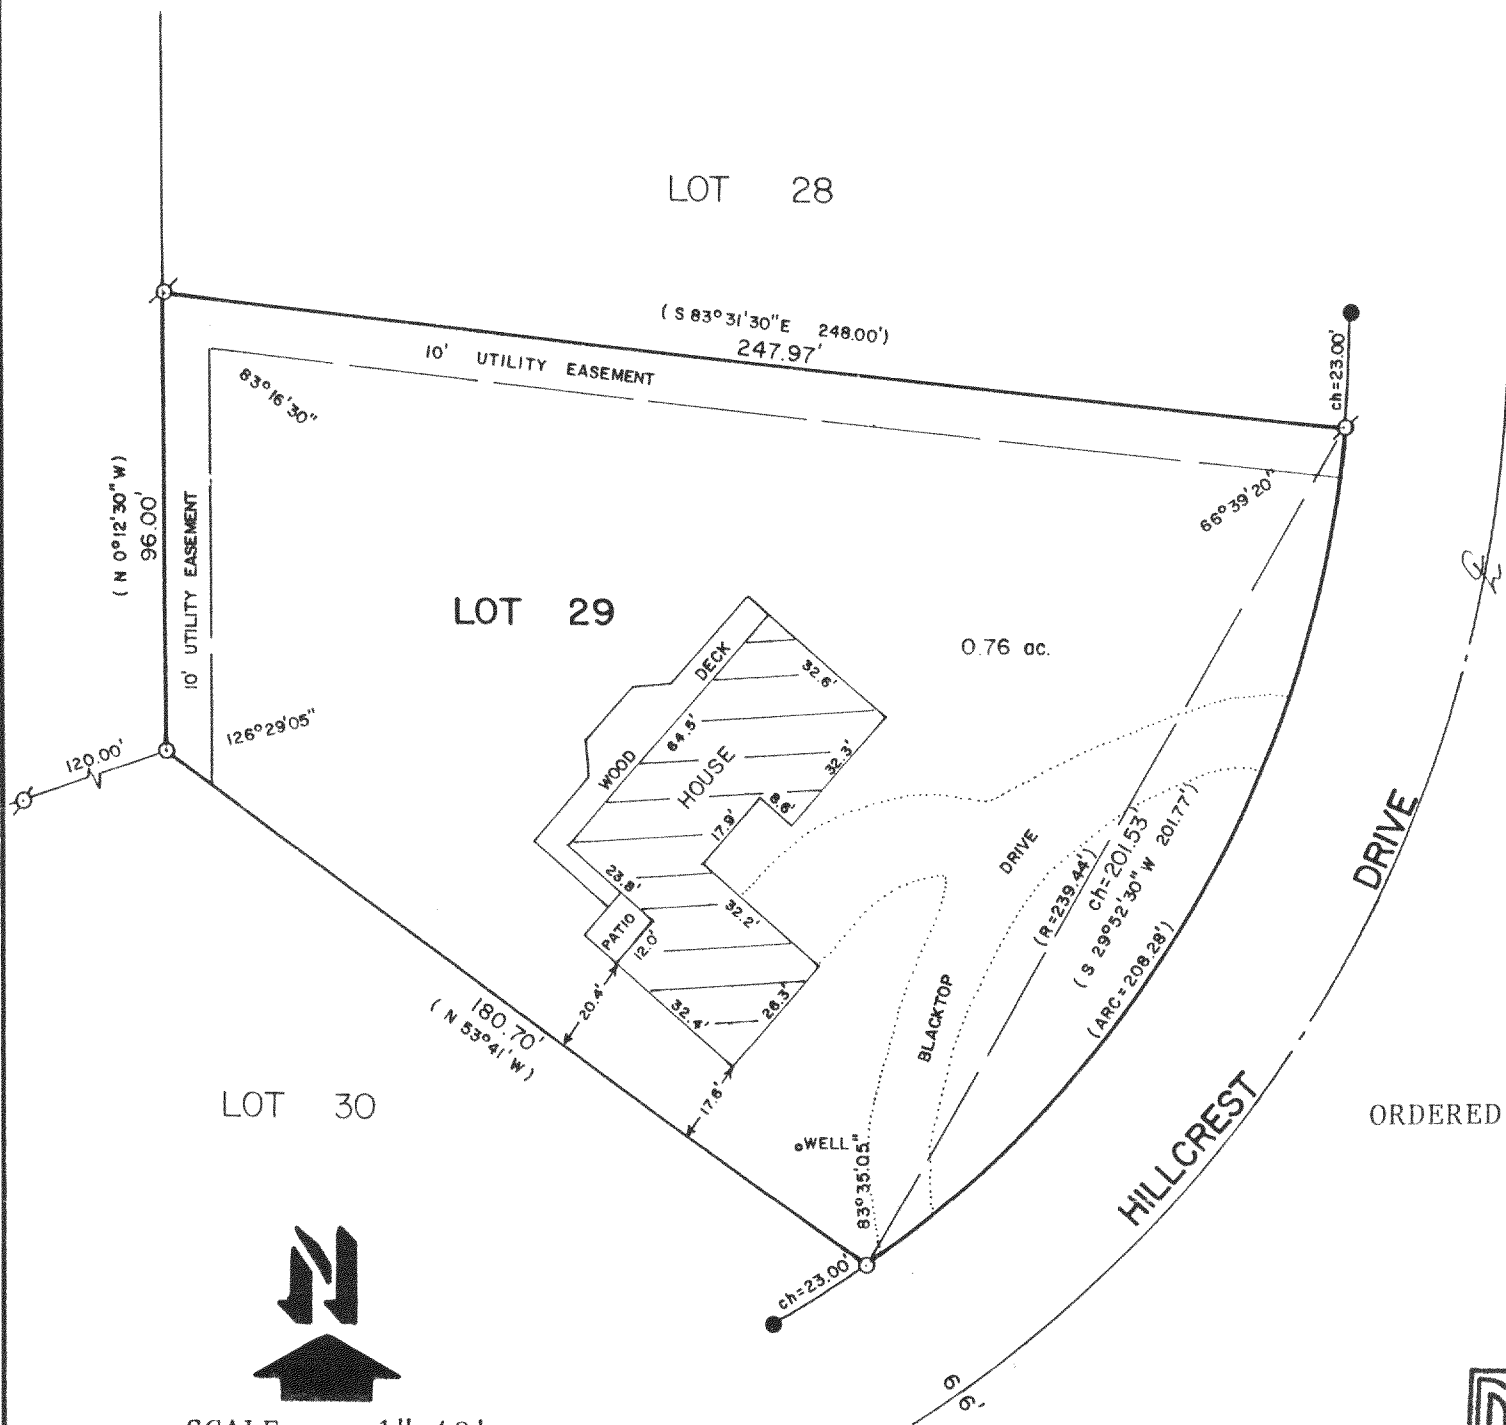 LOT 28
( S 83°31'30"E 248.00')
247.97'
10' UTILITY EASEMENT
ch=23.00'
83°16'30"
66°39'20"
( N 0°12'30" W)
96.00'
10' UTILITY EASEMENT
LOT 29
0.76 ac.
WOOD DECK
32.6'
64.5'
HOUSE
32.3'
8.6'
17.9'
126°29'05"
120.00'
23.8'
32.2'
PATIO
12.0'
20.4'
32.4'
26.3'
17.6'
180.70'
( N 53°41' W)
DRIVE
BLACKTOP
(R=239.44')
ch=201.53'
( S 29°52'30" W 201.77')
(ARC = 208.28')
HILLCREST DRIVE
WELL
83°35'05"
ch=23.00'
LOT 30
ORDERED
N
66'